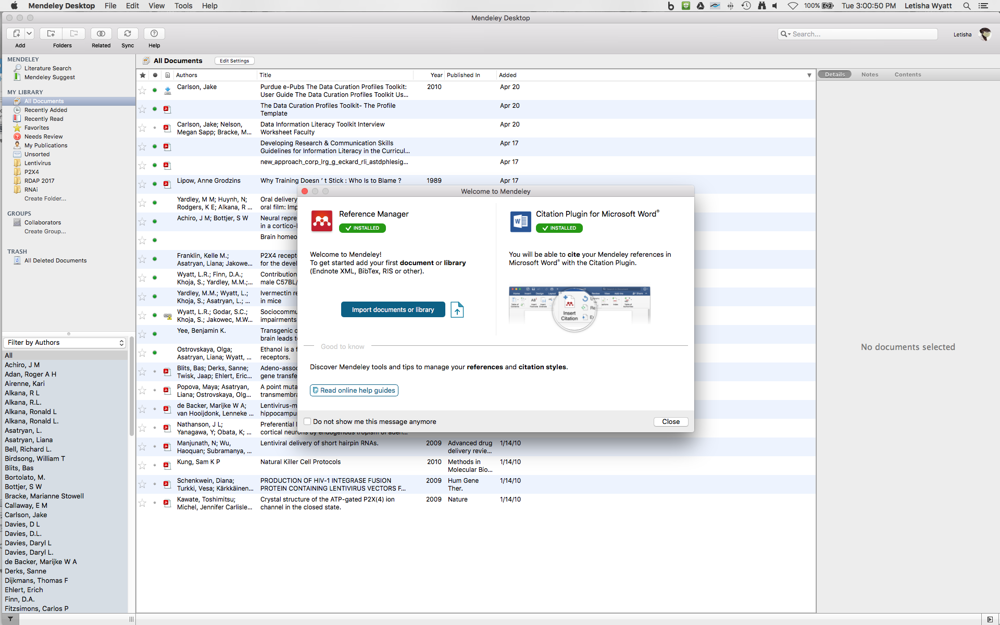 Mendeley Desktop File Edit View Tools Help
100% Tue 3:00:50 PM Letisha Wyatt
Mendeley Desktop
Add Folders Related Sync Help
Search...
Letisha
MENDELEY
Literature Search
Mendeley Suggest
MY LIBRARY
All Documents
Recently Added
Recently Read
Favorites
Needs Review
My Publications
Unsorted
Lentivirus
P2X4
RDAP 2017
RNAi
Create Folder...
GROUPS
Collaborators
Create Group...
TRASH
All Deleted Documents
Filter by Authors
All
Achiro, J M
Adan, Roger A H
Airenne, Kari
Alkana, R L
Alkana, R.L.
Alkana, Ronald L
Alkana, Ronald L.
Asatryan, L.
Asatryan, Liana
Bell, Richard L.
Birdsong, William T
Blits, Bas
Bortolato, M.
Bottjer, S W
Bracke, Marianne Stowell
Callaway, E M
Carlson, Jake
Davies, D L
Davies, D.L.
Davies, Daryl L
Davies, Daryl L.
de Backer, Marijke W A
Derks, Sanne
Dijkmans, Thomas F
Ehlert, Erich
Finn, D.A.
Fitzsimons, Carlos P
All Documents Edit Settings
Authors Title Year Published In Added
Carlson, Jake Purdue e-Pubs The Data Curation Profiles Toolkit: 2010 Apr 20
User Guide The Data Curation Profiles Toolkit Us...
The Data Curation Profiles Toolkit- The Profile Apr 20
Template
Carlson, Jake; Nelson, Data Information Literacy Toolkit Interview Apr 20
Megan Sapp; Bracke, M... Worksheet Faculty
Developing Research & Communication Skills Apr 17
Guidelines for Information Literacy in the Curricul...
new_approach_corp_lrg_g_eckard_rli_astdphlesig... Apr 17
Lipow, Anne Grodzins Why Training Doesn ' t Stick : Who Is to Blame ? 1989 Apr 17
Yardley, M M; Huynh, N; Oral delivery
Rodgers, K E; Alkana, R ... oral film: Imp
Achiro, J M; Bottjer, S W Neural repre
in a cortico-
Brain homeo
Franklin, Kelle M.; P2X4 recept
Asatryan, Liana; Jakowe... for the devel
Wyatt, L.R.; Finn, D.A.; Contribution
Khoja, S.; Yardley, M.M.;... male C57BL/
Yardley, M.M.; Wyatt, L.; Ivermectin re
Khoja, S.; Asatryan, L.; ... in mice
Wyatt, L.R.; Godar, S.C.; Sociocommu
Khoja, S.; Jakowec, M.W... impairments
Yee, Benjamin K. Transgenic o
brain leads t
Ostrovskaya, Olga; Ethanol is a f
Asatryan, Liana; Wyatt, ... receptors.
Blits, Bas; Derks, Sanne; Adeno-assoc
Twisk, Jaap; Ehlert, Eric... gene transfe
Popova, Maya; Asatryan, A point muta
Liana; Ostrovskaya, Olg... transmembra
de Backer, Marijke W A; Lentivirus-m
van Hooijdonk, Lenneke ... hippocampus
Nathanson, J L; Preferential l
Yanagawa, Y; Obata, K; ... cortical neurons by endogenous tropism of aden...
Manjunath, N; Wu, Lentiviral delivery of short hairpin RNAs. 2009 Advanced drug 1/14/10
Haoquan; Subramanya, ... delivery revie...
Kung, Sam K P Natural Killer Cell Protocols 2010 Methods in 1/14/10
Molecular Bio...
Schenkwein, Diana; PRODUCTION OF HIV-1 INTEGRASE FUSION 2009 Hum Gene 1/14/10
Turkki, Vesa; Kärkkäinen... PROTEIN CONTAINING LENTIVIRUS VECTORS F... Ther.
Kawate, Toshimitsu; Crystal structure of the ATP-gated P2X(4) ion 2009 Nature 1/14/10
Michel, Jennifer Carlisle... channel in the closed state.
Welcome to Mendeley
Reference Manager
INSTALLED
Welcome to Mendeley!
To get started add your first document or library
(Endnote XML, BibTex, RIS or other).
Import documents or library
Citation Plugin for Microsoft Word®
INSTALLED
You will be able to cite your Mendeley references in
Microsoft Word® with the Citation Plugin.
Insert
Citation
Good to know
Discover Mendeley tools and tips to manage your references and citation styles.
Read online help guides
Do not show me this message anymore
Close
Details Notes Contents
No documents selected